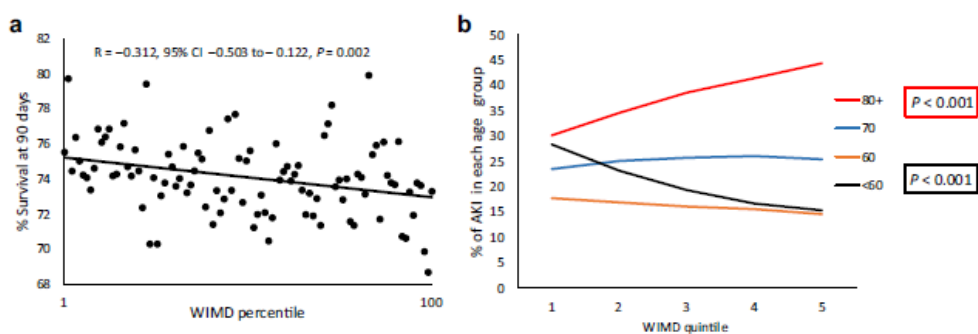 a
R = −0.312, 95% CI −0.503 to − 0.122, P = 0.002
% Survival at 90 days
82
80
78
76
74
72
70
68
1
100
WIMD percentile
b
% of AKI in each age group
50
45
40
35
30
25
20
15
10
5
0
1 2 3 4 5
WIMD quintile
80+
70
60
<60
P < 0.001
P < 0.001